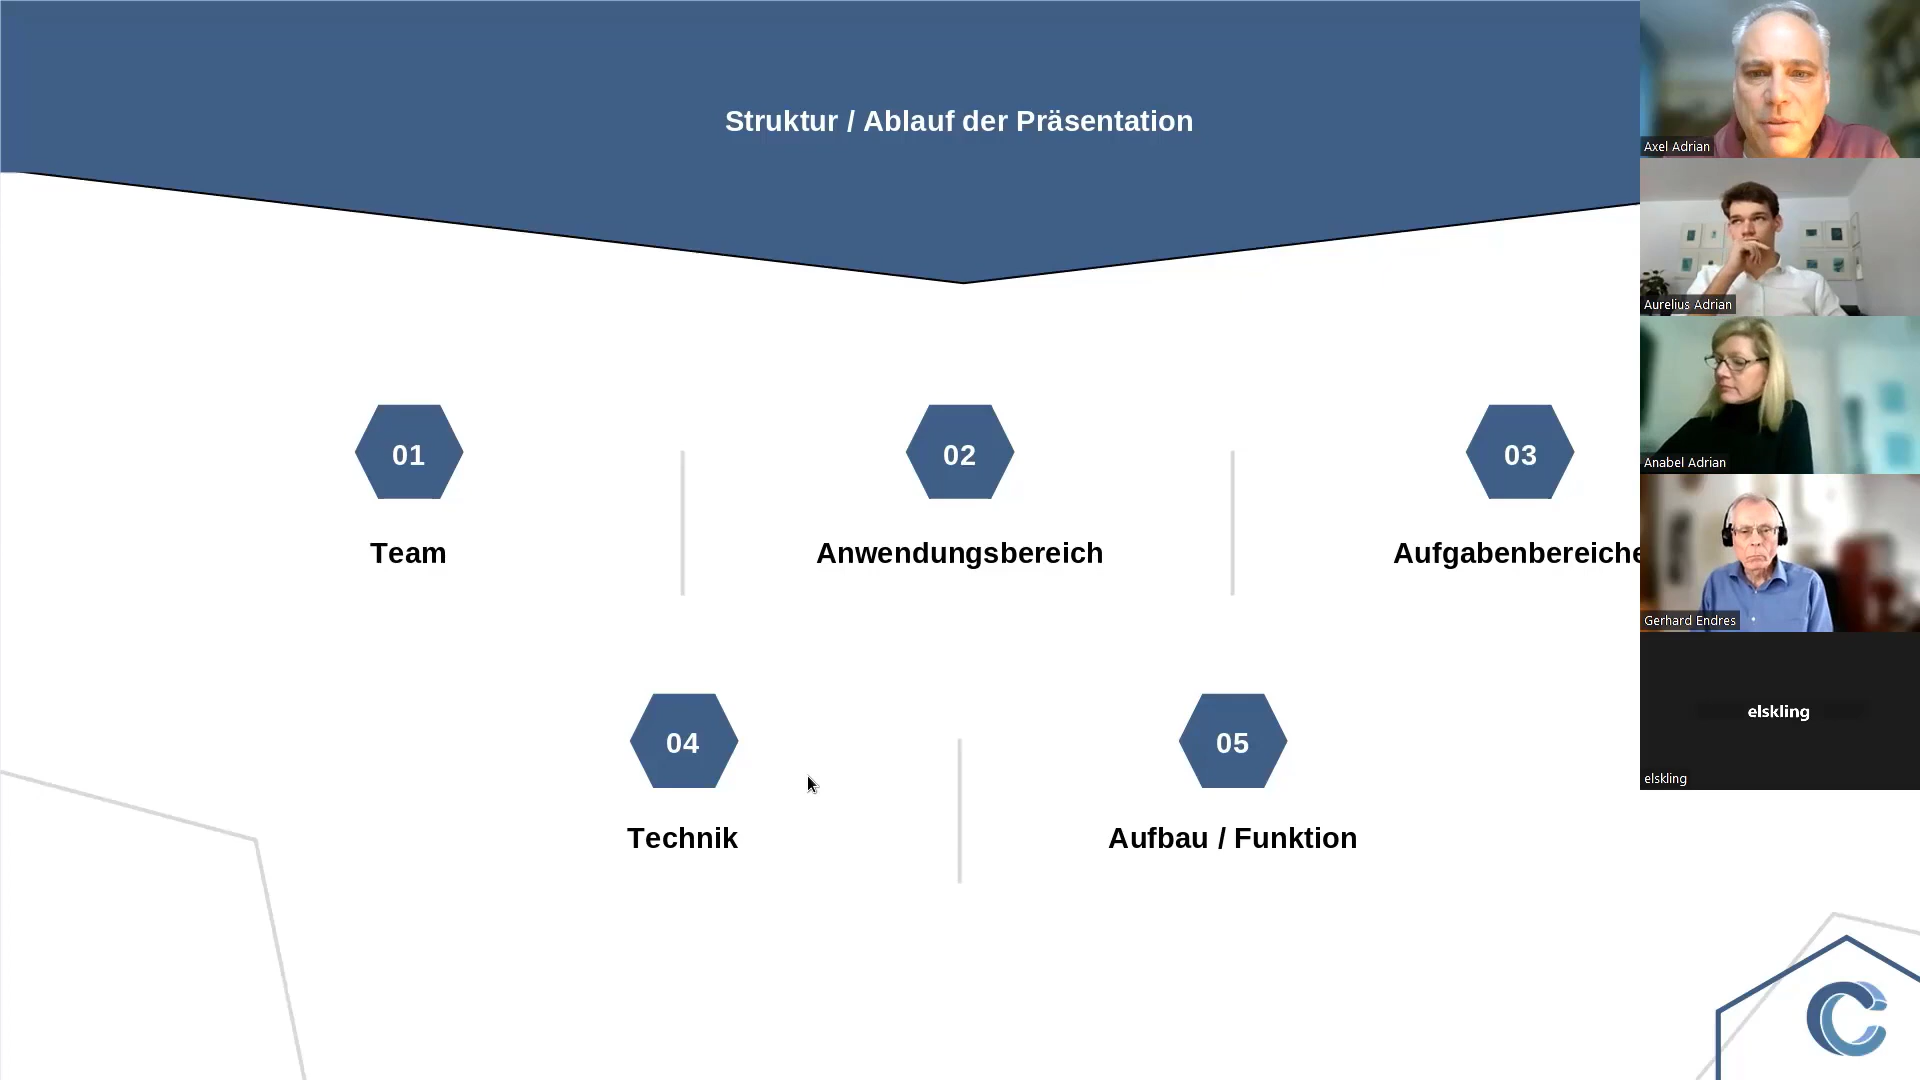 Struktur / Ablauf der Präsentation
01
02
03
Team
Anwendungsbereich
Aufgabenbereiche
04
05
Technik
Aufbau / Funktion
Axel Adrian
Aurelius Adrian
Anabel Adrian
Gerhard Endres
elskling
elskling